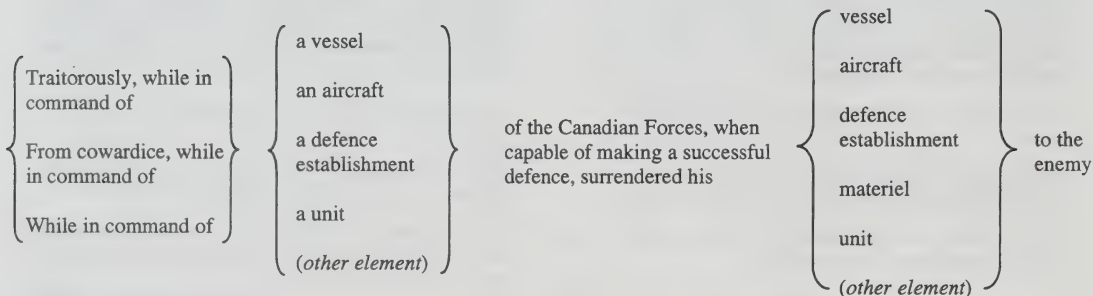 Traitorously, while in
command of
From cowardice, while
in command of
While in command of
a vessel
an aircraft
a defence
establishment
a unit
(other element)
of the Canadian Forces, when
capable of making a successful
defence, surrendered his
vessel
aircraft
defence
establishment
materiel
unit
(other element)
to the
enemy